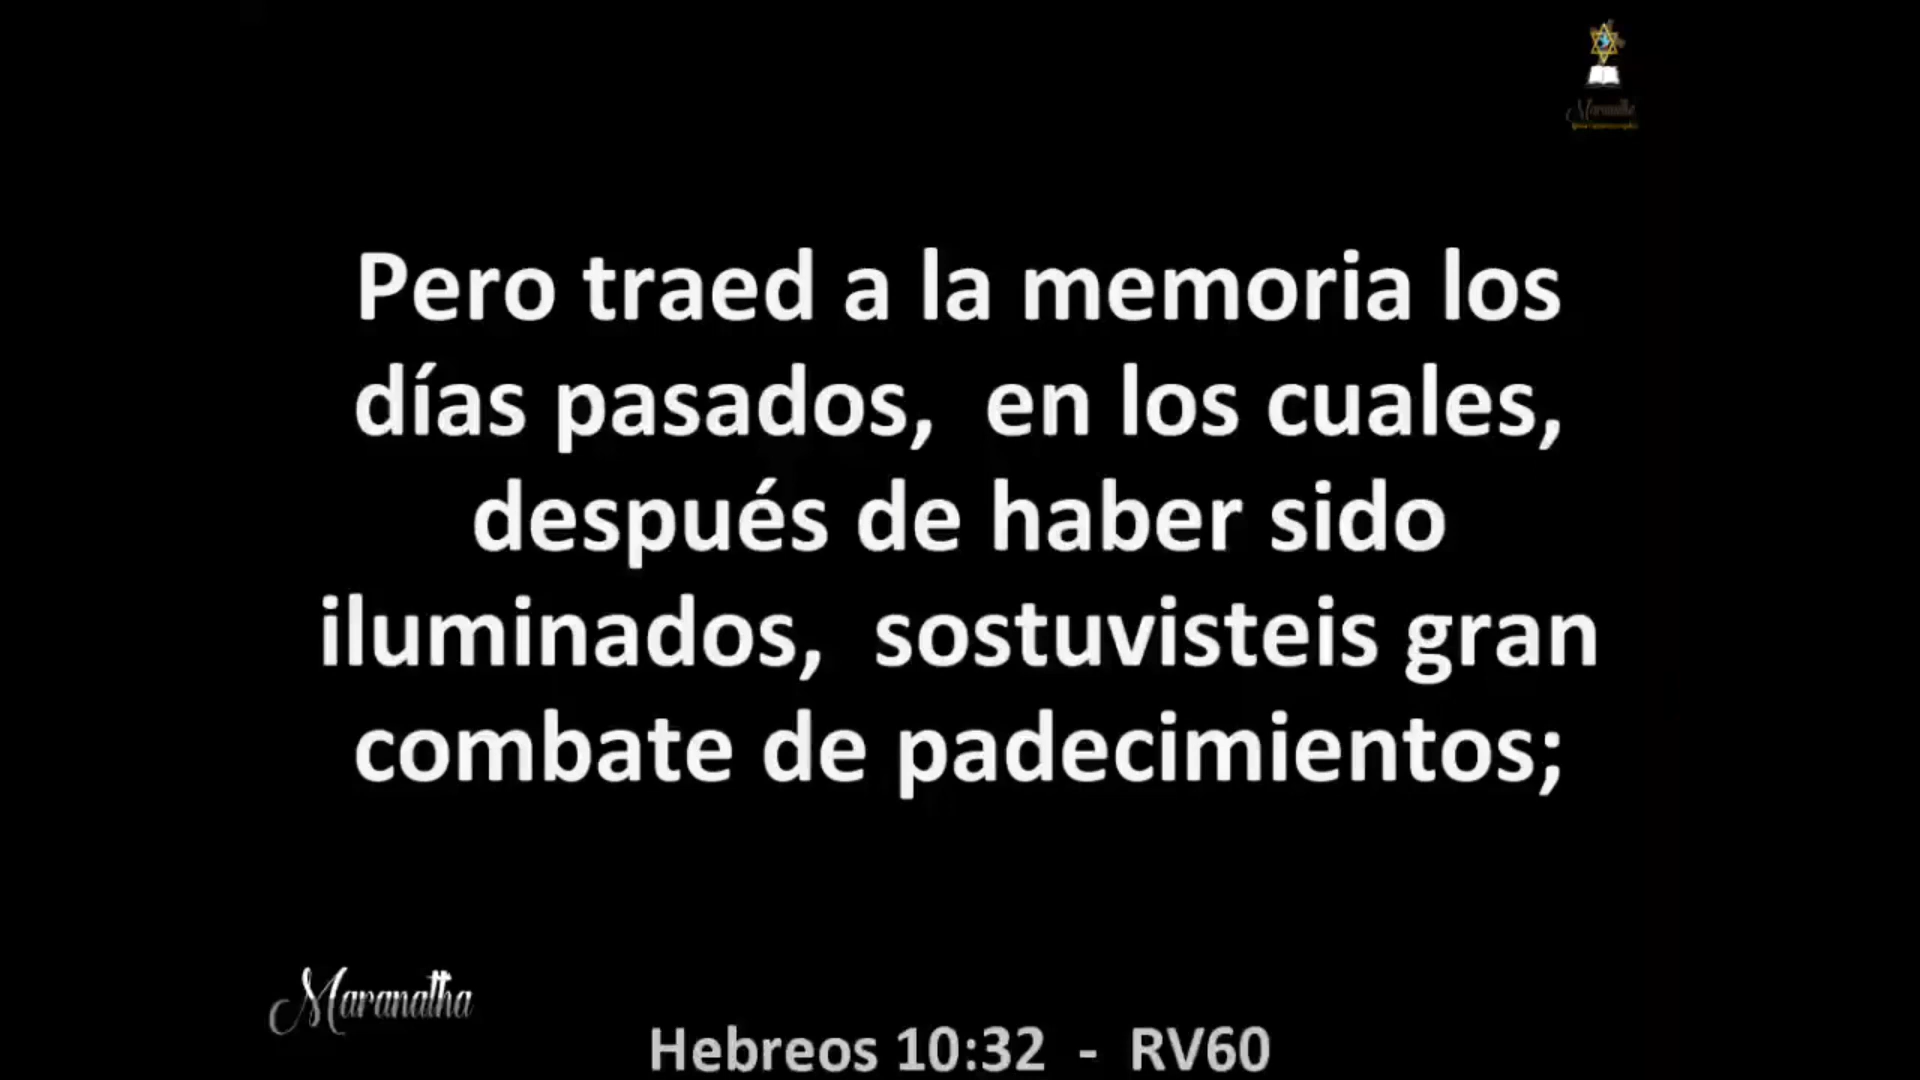 Maranatha
Pero traed a la memoria los
días pasados,  en los cuales,
después de haber sido
iluminados,  sostuvisteis gran
combate de padecimientos;
Maranatha
Hebreos 10:32  -  RV60